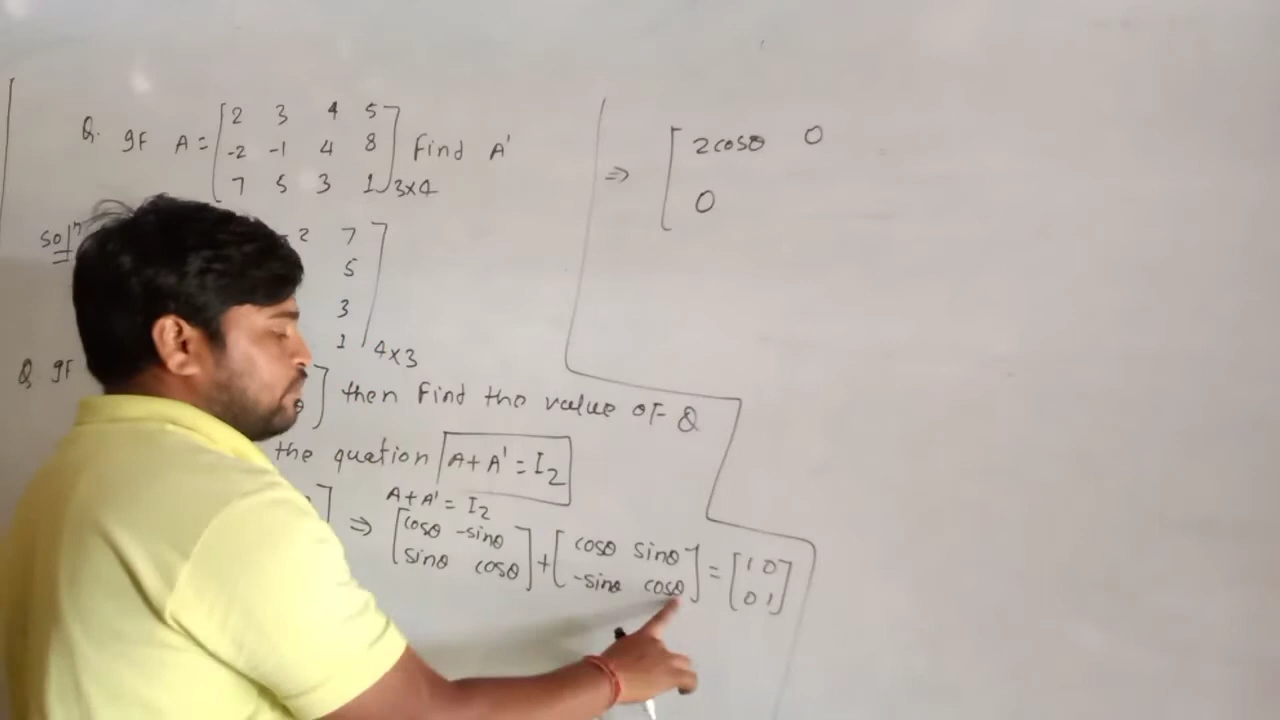 Q. If A = [2 3 4 5
-2 -1 4 8
7 5 3 1] 3×4 Find A'
Solⁿ -2 7
5
3
1] 4×3
Q If θ] then Find the value of θ
the quation A+A' = I₂
A+A' = I₂
⇒ [cosθ -sinθ
sinθ cosθ] + [cosθ sinθ
-sinθ cosθ] = [1 0
0 1]
⇒ [2cosθ 0
0